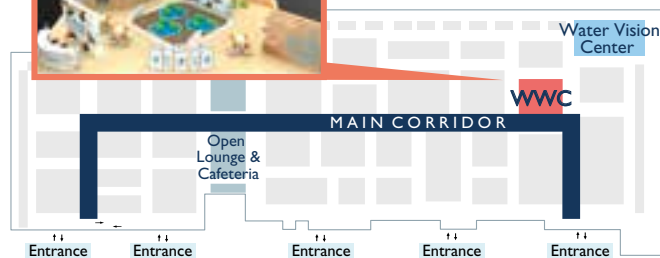 Water Vision
Center
WWC
MAIN CORRIDOR
Open
Lounge &
Cafeteria
Entrance
Entrance
Entrance
Entrance
Entrance